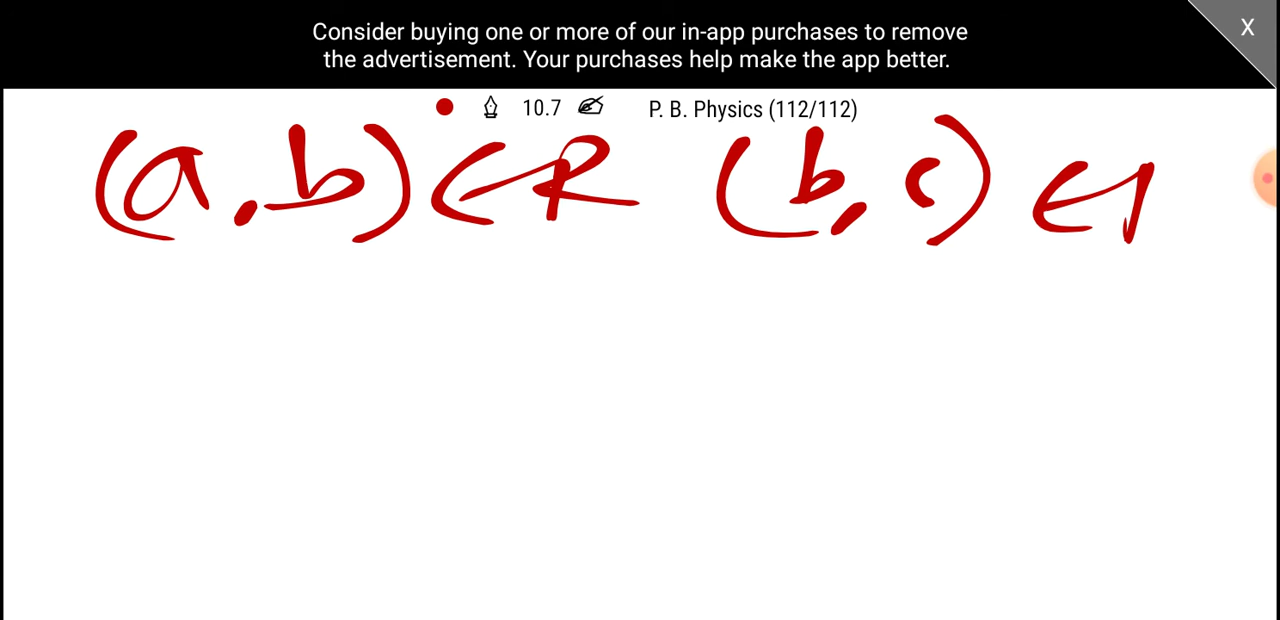 Consider buying one or more of our in-app purchases to remove
the advertisement. Your purchases help make the app better.
X
10.7 P. B. Physics (112/112)
(a,b) ∈ R (b, c) ∈